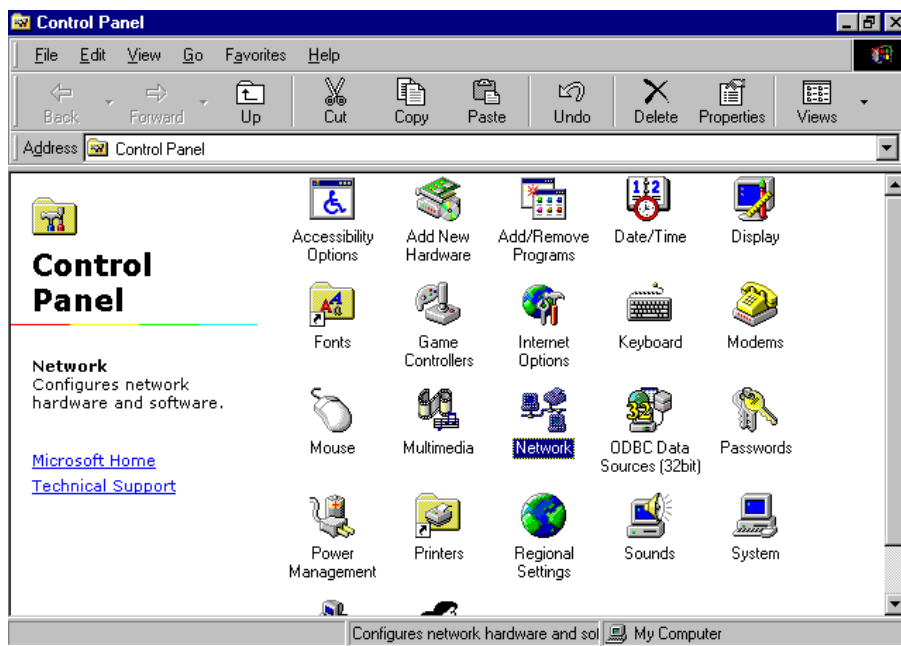 Control Panel
File Edit View Go Favorites Help
Back Forward Up Cut Copy Paste Undo Delete Properties Views
Address Control Panel
Control
Panel
Network
Configures network
hardware and software.
Microsoft Home
Technical Support
Accessibility
Options
Add New
Hardware
Add/Remove
Programs
Date/Time
Display
Fonts
Game
Controllers
Internet
Options
Keyboard
Modems
Mouse
Multimedia
Network
ODBC Data
Sources (32bit)
Passwords
Power
Management
Printers
Regional
Settings
Sounds
System
Configures network hardware and sol My Computer